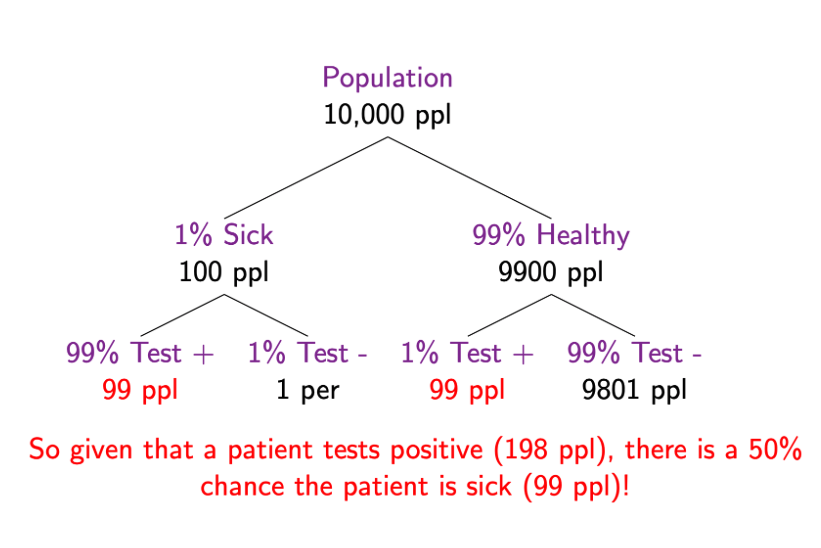 Population
10,000 ppl
1% Sick
99% Healthy
100 ppl
9900 ppl
99% Test +
1% Test -
1% Test +
99% Test -
99 ppl
1 per
99 ppl
9801 ppl
So given that a patient tests positive (198 ppl), there is a 50%
chance the patient is sick (99 ppl)!